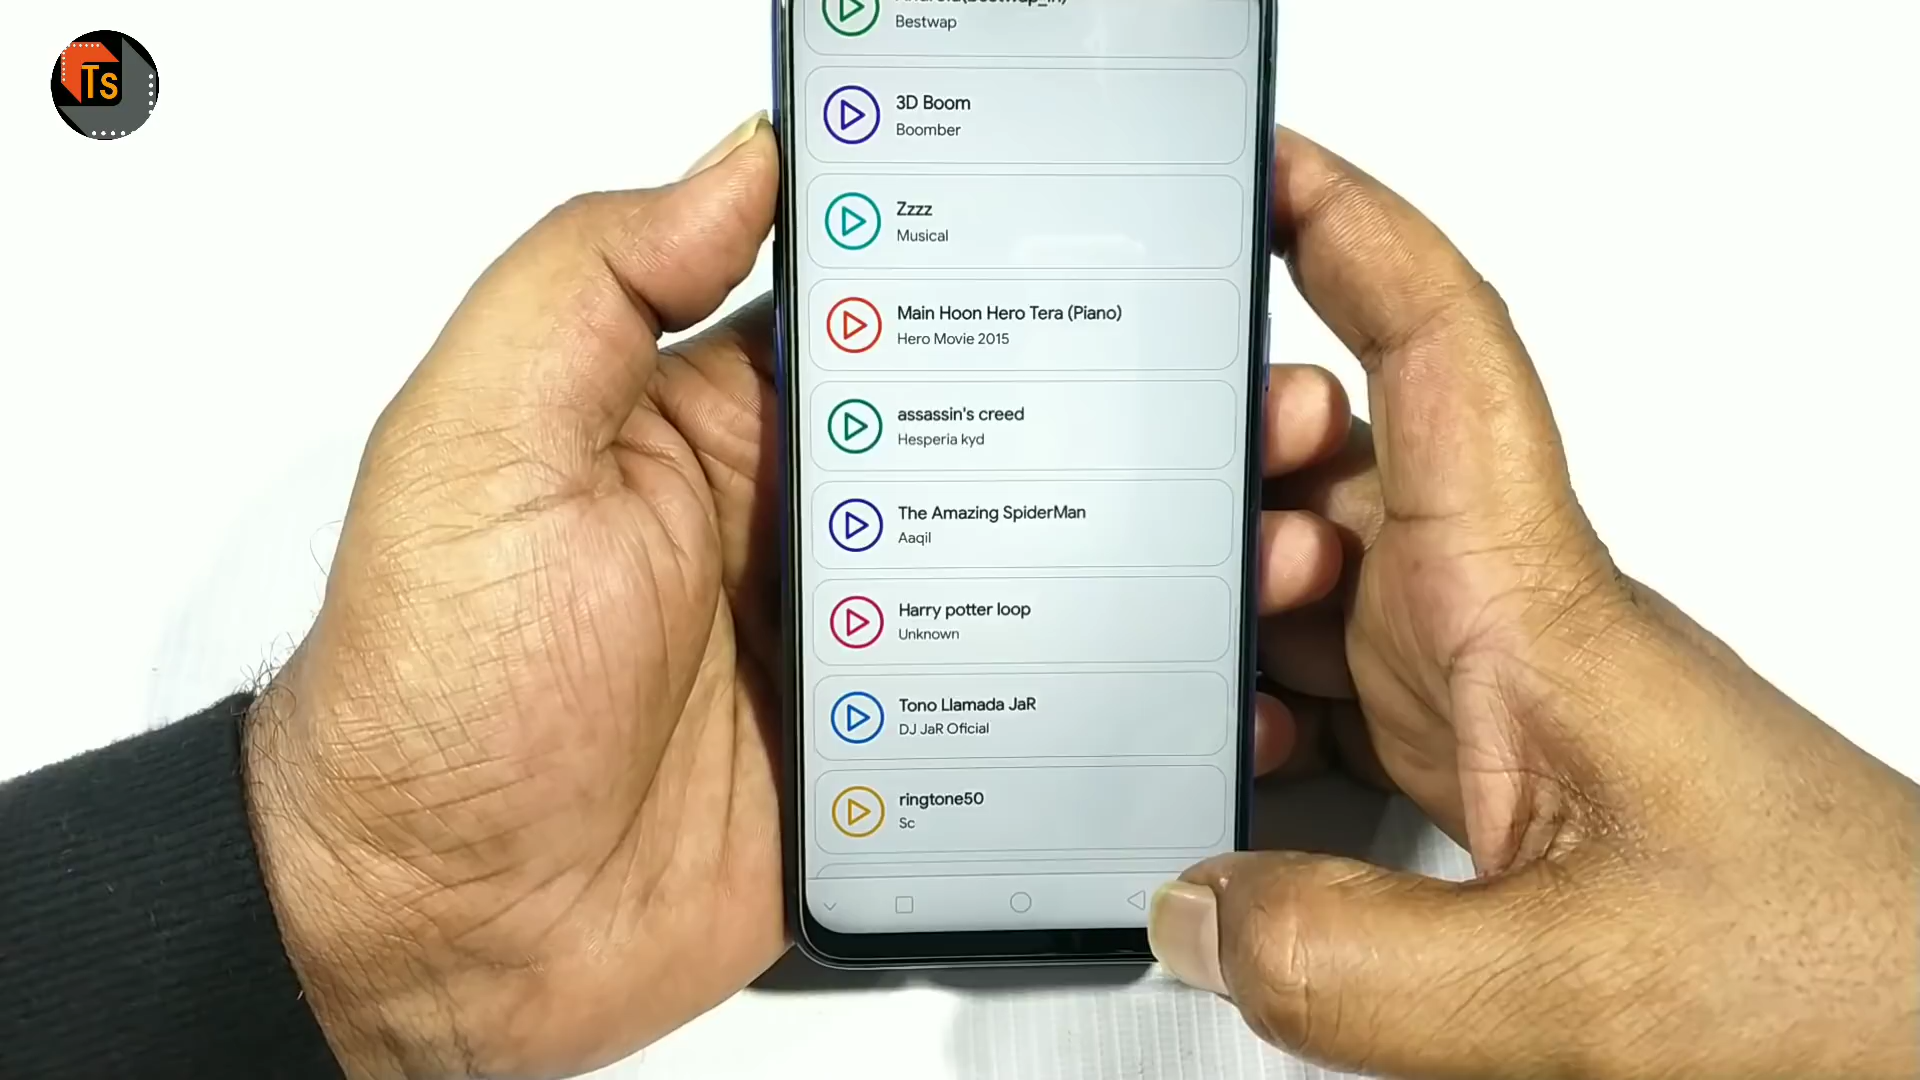 Ts
Bestwap
3D Boom
Boomber
Zzzz
Musical
Main Hoon Hero Tera (Piano)
Hero Movie 2015
assassin's creed
Hesperia kyd
The Amazing SpiderMan
Aaqil
Harry potter loop
Unknown
Tono Llamada JaR
DJ JaR Oficial
ringtone50
Sc